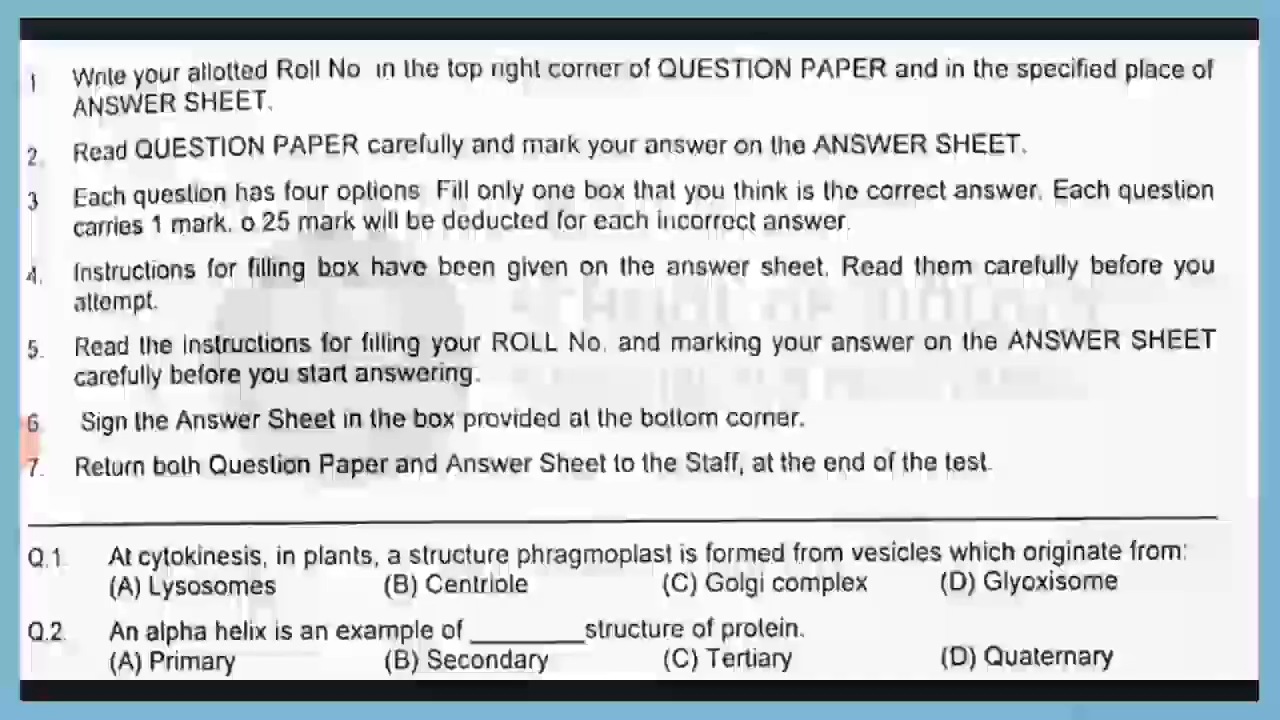 1 Write your allotted Roll No in the top right corner of QUESTION PAPER and in the specified place of
ANSWER SHEET.
2. Read QUESTION PAPER carefully and mark your answer on the ANSWER SHEET.
3 Each question has four options Fill only one box that you think is the correct answer. Each question
carries 1 mark. o 25 mark will be deducted for each incorrect answer.
4. Instructions for filling box have been given on the answer sheet. Read them carefully before you
attempt.
5. Read the instructions for filling your ROLL No. and marking your answer on the ANSWER SHEET
carefully before you start answering.
6. Sign the Answer Sheet in the box provided at the bottom corner.
7. Return both Question Paper and Answer Sheet to the Staff, at the end of the test.
Q.1. At cytokinesis, in plants, a structure phragmoplast is formed from vesicles which originate from:
(A) Lysosomes (B) Centriole (C) Golgi complex (D) Glyoxisome
Q.2. An alpha helix is an example of ________ structure of protein.
(A) Primary (B) Secondary (C) Tertiary (D) Quaternary